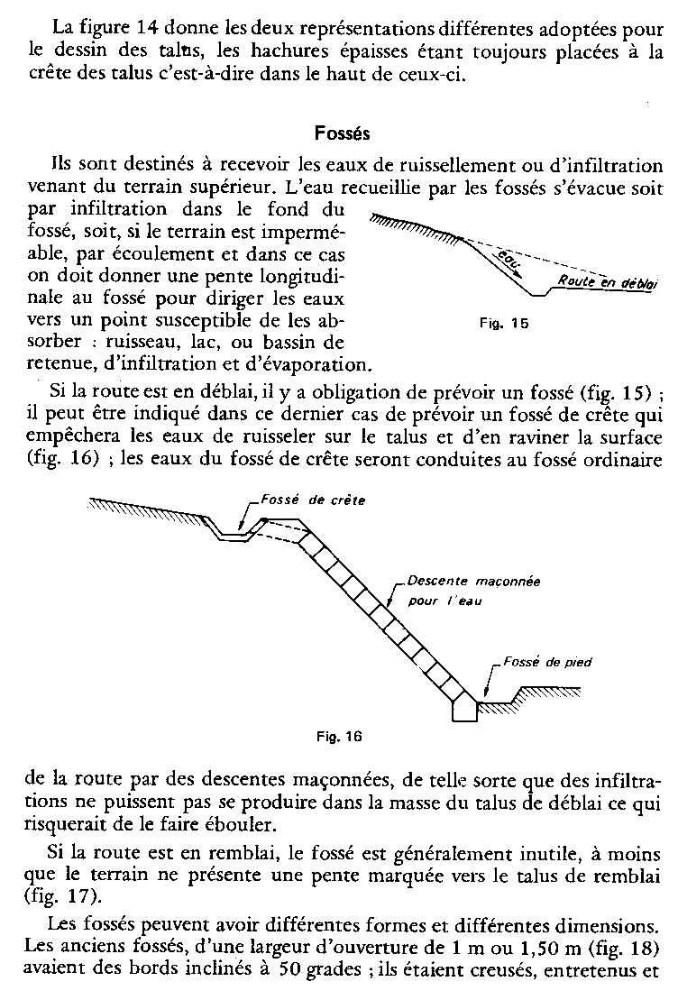 La figure 14 donne les deux représentations différentes adoptées pour
le dessin des talus, les hachures épaisses étant toujours placées à la
crête des talus c'est-à-dire dans le haut de ceux-ci.
Fossés
Ils sont destinés à recevoir les eaux de ruissellement ou d'infiltration
venant du terrain supérieur. L'eau recueillie par les fossés s'évacue soit
par infiltration dans le fond du
fossé, soit, si le terrain est impermé-
able, par écoulement et dans ce cas
on doit donner une pente longitudi-
nale au fossé pour diriger les eaux
vers un point susceptible de les ab-
sorber : ruisseau, lac, ou bassin de
retenue, d'infiltration et d'évaporation.
eau
Route en déblai
Fig. 15
Si la route est en déblai, il y a obligation de prévoir un fossé (fig. 15) ;
il peut être indiqué dans ce dernier cas de prévoir un fossé de crête qui
empêchera les eaux de ruisseler sur le talus et d'en raviner la surface
(fig. 16) ; les eaux du fossé de crête seront conduites au fossé ordinaire
Fossé de crête
Descente maçonnée
pour l'eau
Fossé de pied
Fig. 16
de la route par des descentes maçonnées, de telle sorte que des infiltra-
tions ne puissent pas se produire dans la masse du talus de déblai ce qui
risquerait de le faire ébouler.
Si la route est en remblai, le fossé est généralement inutile, à moins
que le terrain ne présente une pente marquée vers le talus de remblai
(fig. 17).
Les fossés peuvent avoir différentes formes et différentes dimensions.
Les anciens fossés, d'une largeur d'ouverture de 1 m ou 1,50 m (fig. 18)
avaient des bords inclinés à 50 grades ; ils étaient creusés, entretenus et